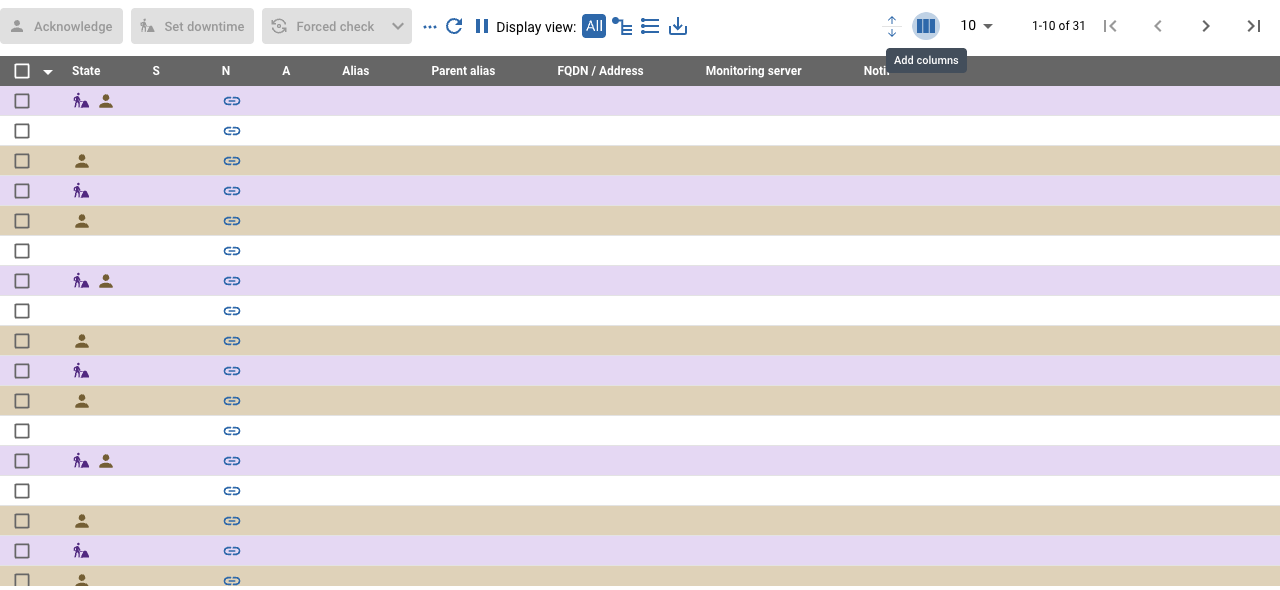 Acknowledge Set downtime Forced check Display view: All 10 1-10 of 31
Add columns
State S N A Alias Parent alias FQDN / Address Monitoring server